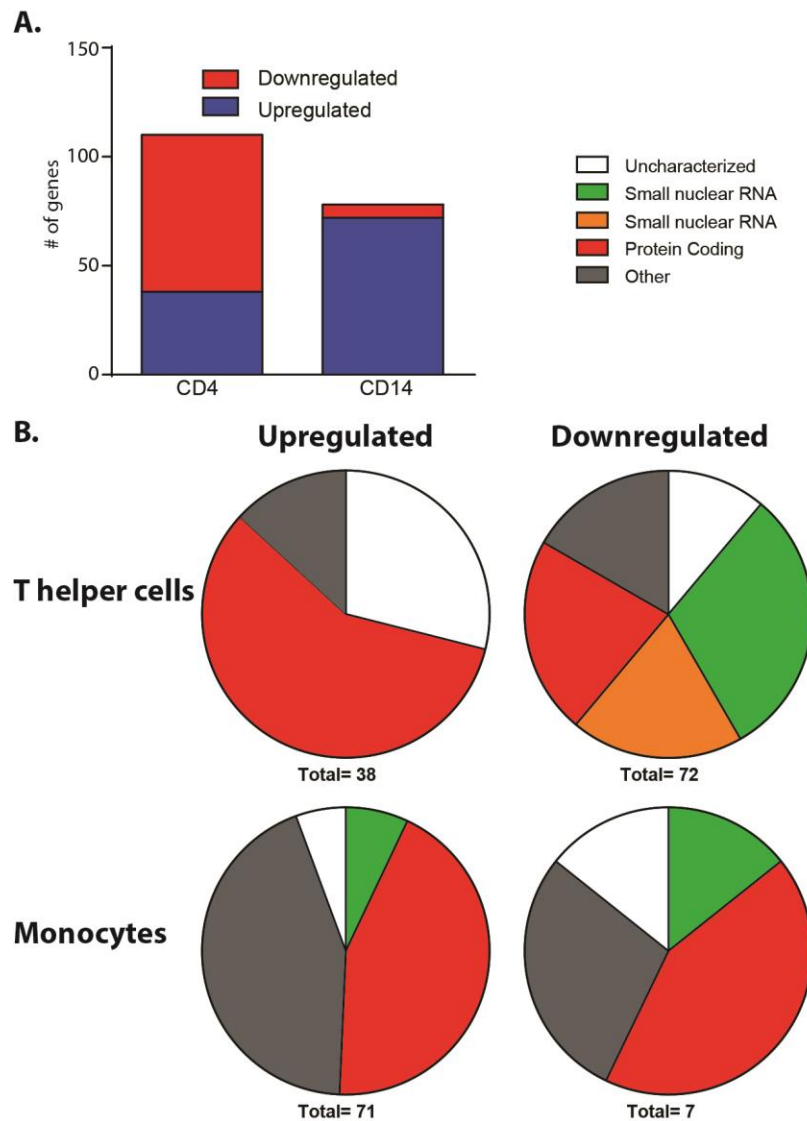 A.
150
100
50
0
# of genes
Downregulated
Upregulated
CD4
CD14
Uncharacterized
Small nuclear RNA
Small nuclear RNA
Protein Coding
Other
B.
Upregulated
Downregulated
T helper cells
Total= 38
Total= 72
Monocytes
Total= 71
Total= 7